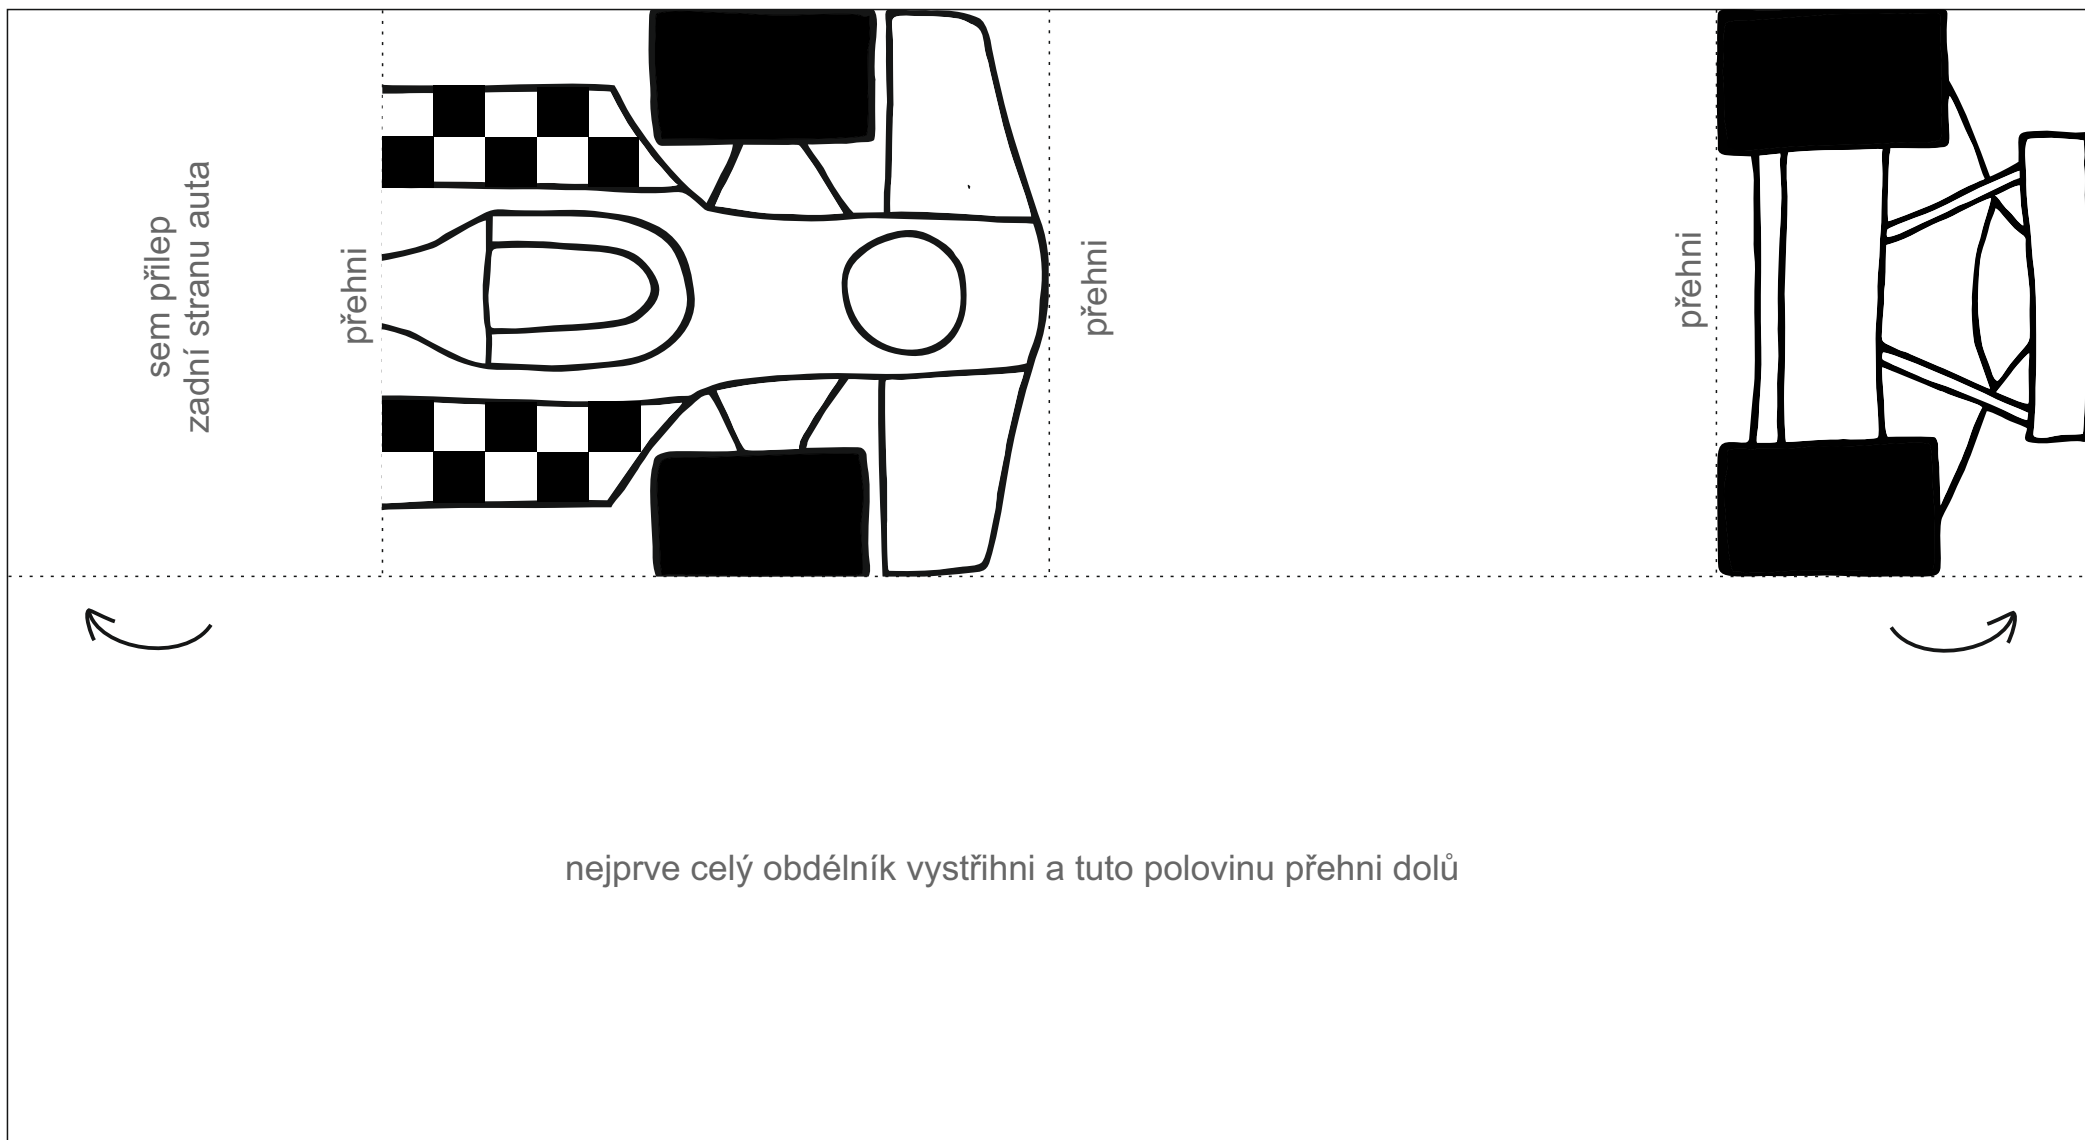 sem přilep
zadní stranu auta
přehni
přehni
přehni
nejprve celý obdélník vystřihni a tuto polovinu přehni dolů